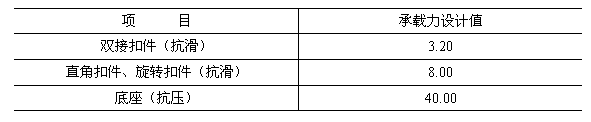 项 目 承载力设计值
双接扣件（抗滑） 3.20
直角扣件、旋转扣件（抗滑） 8.00
底座（抗压） 40.00